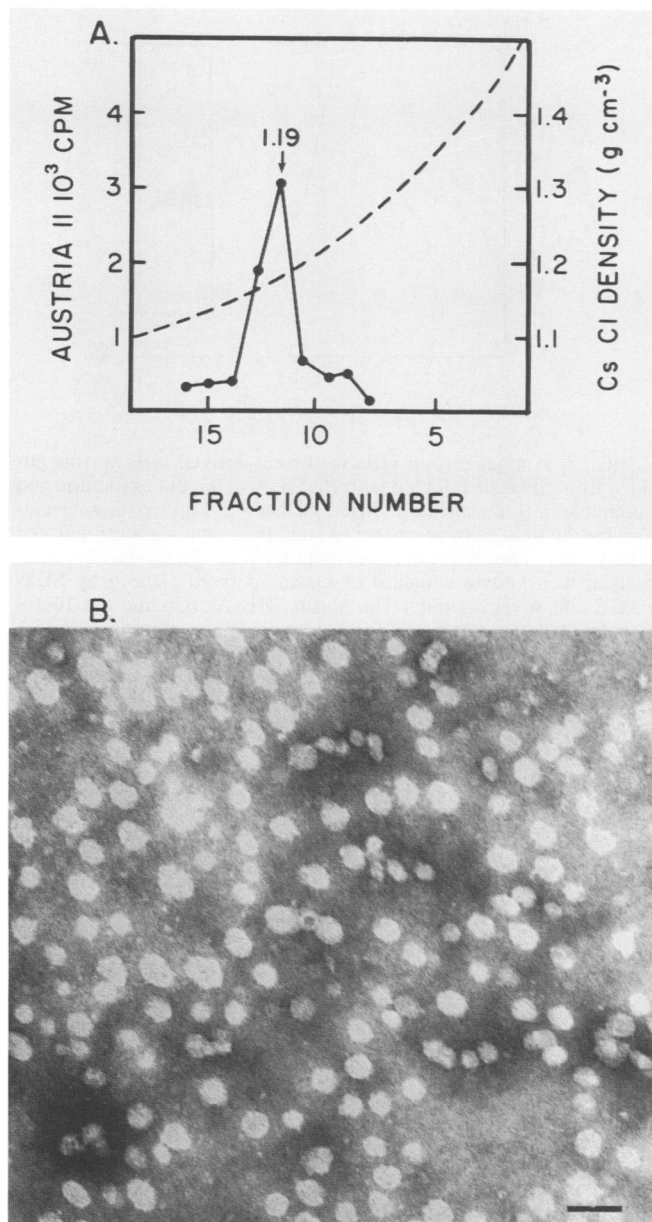 A.
AUSTRIA II 10³ CPM
4
3
2
1
1.19
1.4
1.3
1.2
1.1
Cs Cl DENSITY (g cm⁻³)
15 10 5
FRACTION NUMBER
B.